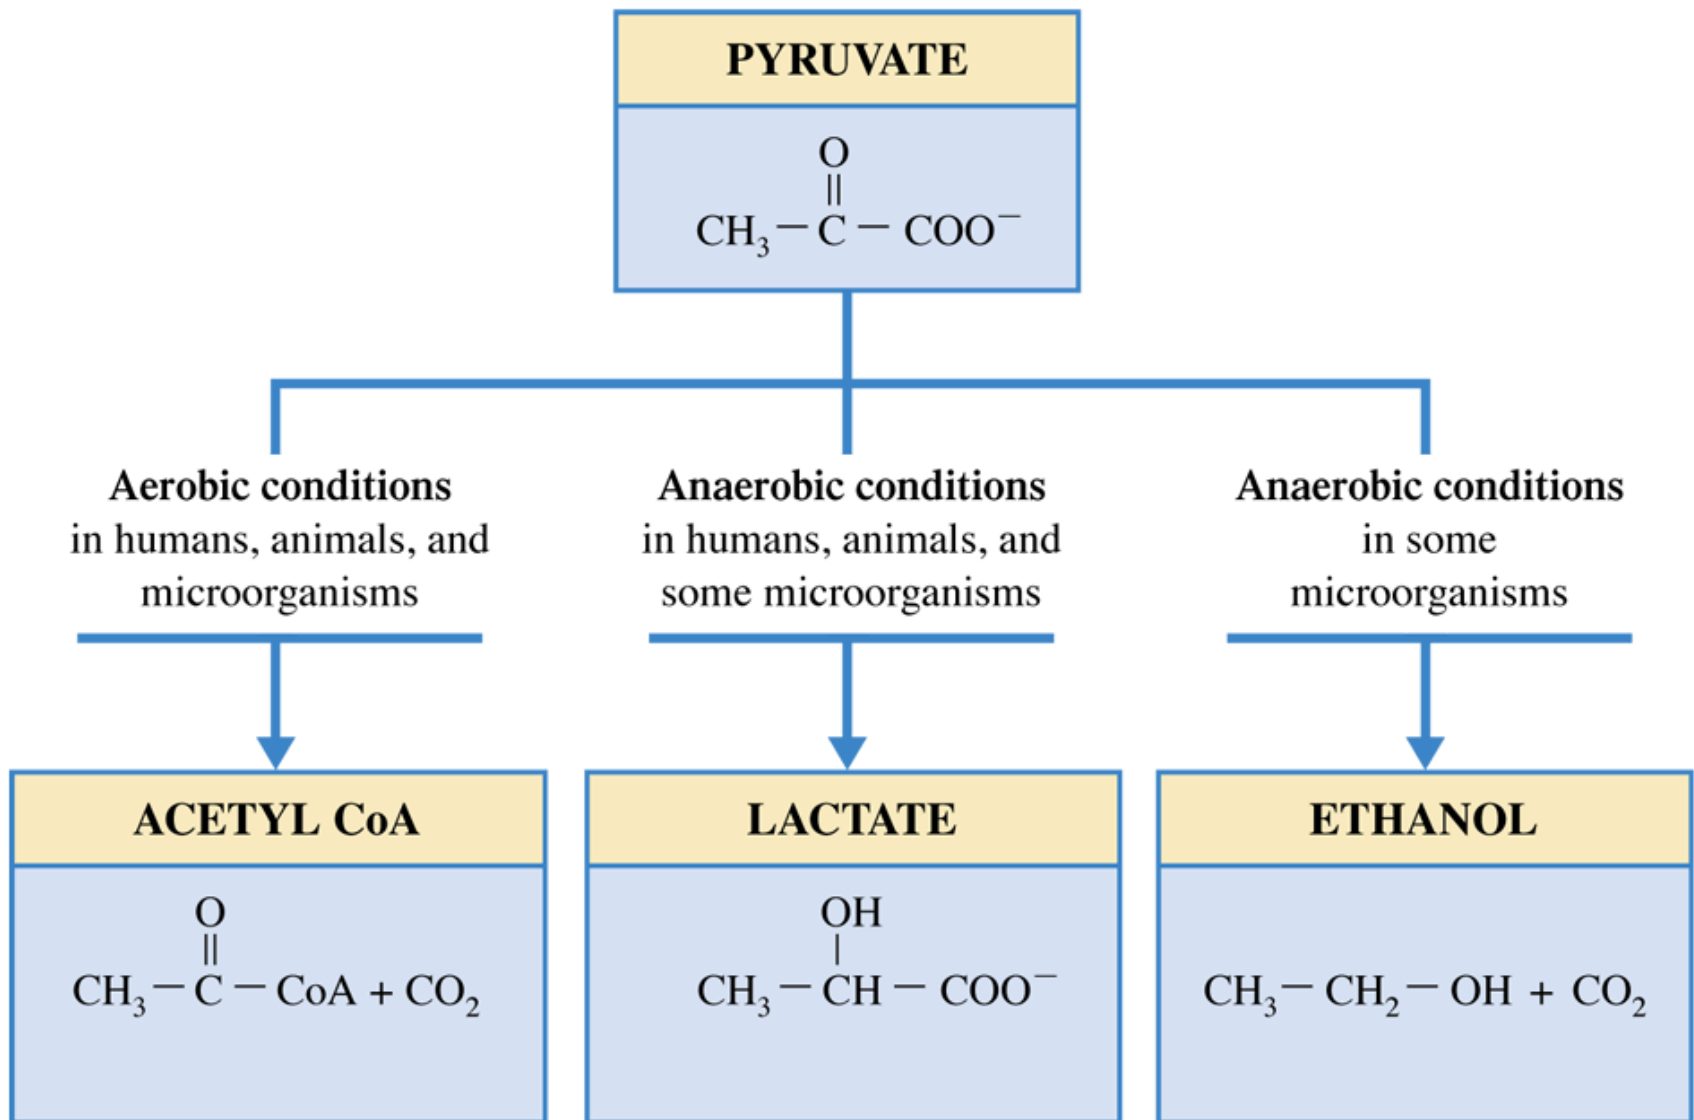 PYRUVATE
O
||
CH₃ — C — COO⁻
Aerobic conditions
in humans, animals, and
microorganisms
Anaerobic conditions
in humans, animals, and
some microorganisms
Anaerobic conditions
in some
microorganisms
ACETYL CoA
O
||
CH₃ — C — CoA + CO₂
LACTATE
OH
|
CH₃ — CH — COO⁻
ETHANOL
CH₃ — CH₂ — OH + CO₂